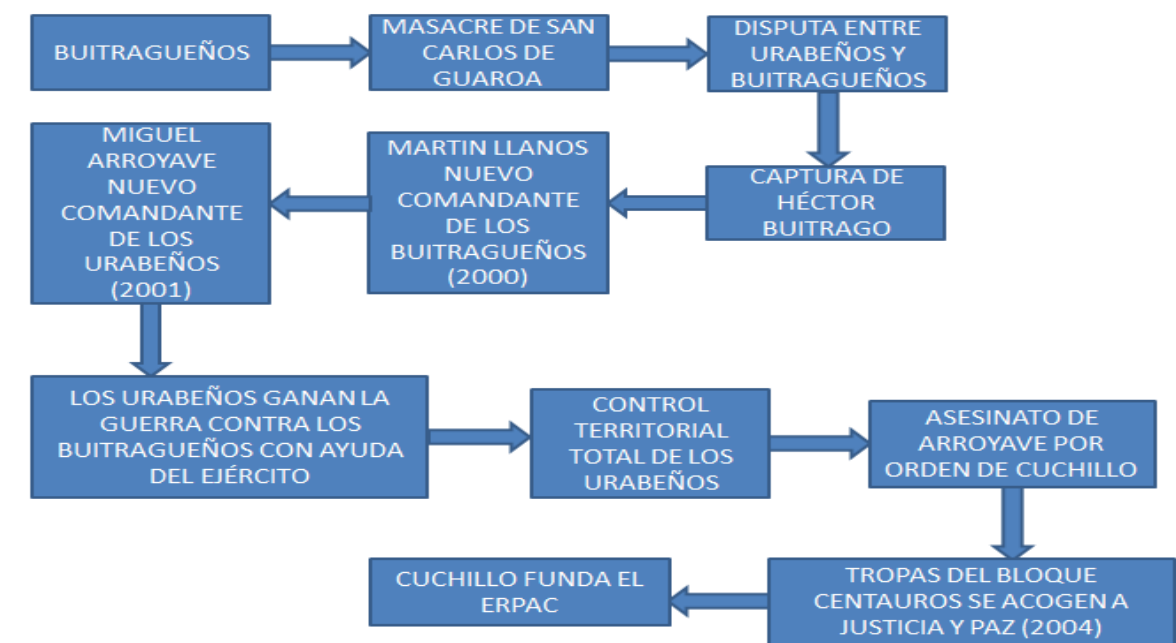 BUITRAGUEÑOS
MASACRE DE SAN
CARLOS DE
GUAROA
DISPUTA ENTRE
URABEÑOS Y
BUITRAGUEÑOS
CAPTURA DE
HÉCTOR
BUITRAGO
MARTIN LLANOS
NUEVO
COMANDANTE
DE LOS
BUITRAGUEÑOS
(2000)
MIGUEL
ARROYAVE
NUEVO
COMANDANTE
DE LOS
URABEÑOS
(2001)
LOS URABEÑOS GANAN LA
GUERRA CONTRA LOS
BUITRAGUEÑOS CON AYUDA
DEL EJÉRCITO
CONTROL
TERRITORIAL
TOTAL DE LOS
URABEÑOS
ASESINATO DE
ARROYAVE POR
ORDEN DE CUCHILLO
TROPAS DEL BLOQUE
CENTAUROS SE ACOGEN A
JUSTICIA Y PAZ (2004)
CUCHILLO FUNDA EL
ERPAC